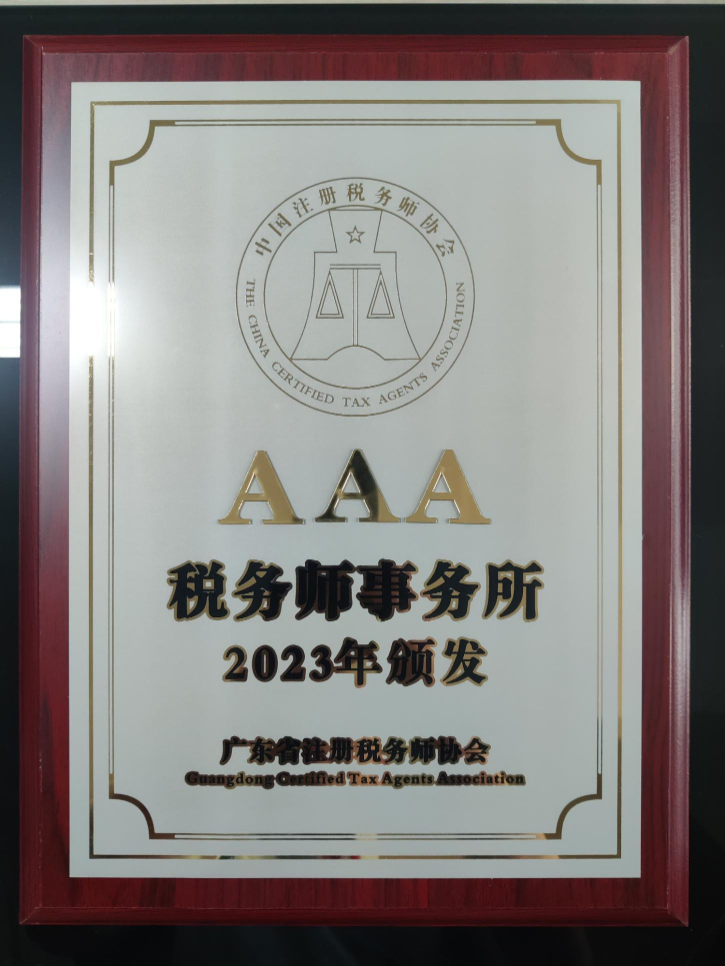 中国注册税务师协会
THE CHINA CERTIFIED TAX AGENTS ASSOCIATION
AAA
税务师事务所
2023年颁发
广东省注册税务师协会
Guangdong Certified Tax Agents Association